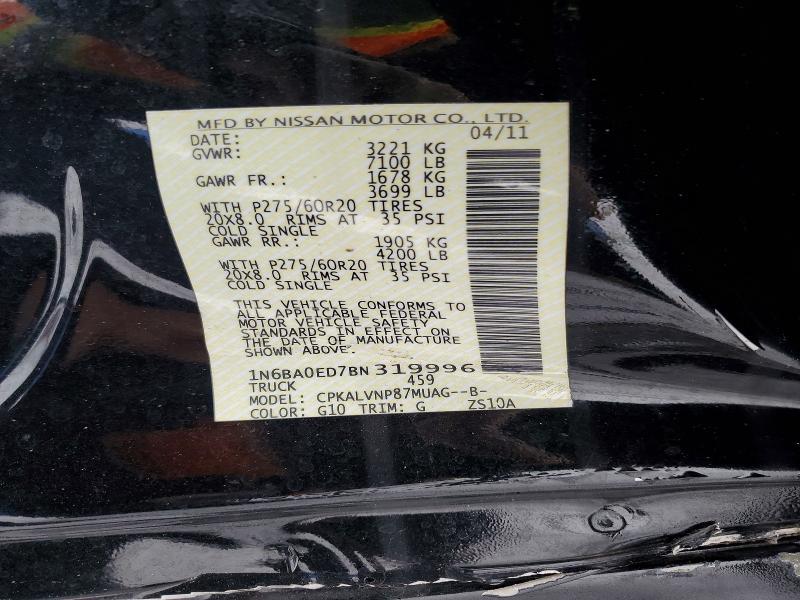 MFD BY NISSAN MOTOR CO., LTD.
DATE: 04/11
GVWR: 3221 KG
7100 LB
GAWR FR.: 1678 KG
3699 LB
WITH P275/60R20 TIRES
20X8.0 RIMS AT 35 PSI
COLD SINGLE
GAWR RR.: 1905 KG
4200 LB
WITH P275/60R20 TIRES
20X8.0 RIMS AT 35 PSI
COLD SINGLE
THIS VEHICLE CONFORMS TO
ALL APPLICABLE FEDERAL
MOTOR VEHICLE SAFETY
STANDARDS IN EFFECT ON
THE DATE OF MANUFACTURE
SHOWN ABOVE.
1N6BA0ED7BN319996
TRUCK 459
MODEL: CPKALVNP87MUAG--B-
COLOR: G10 TRIM: G ZS10A